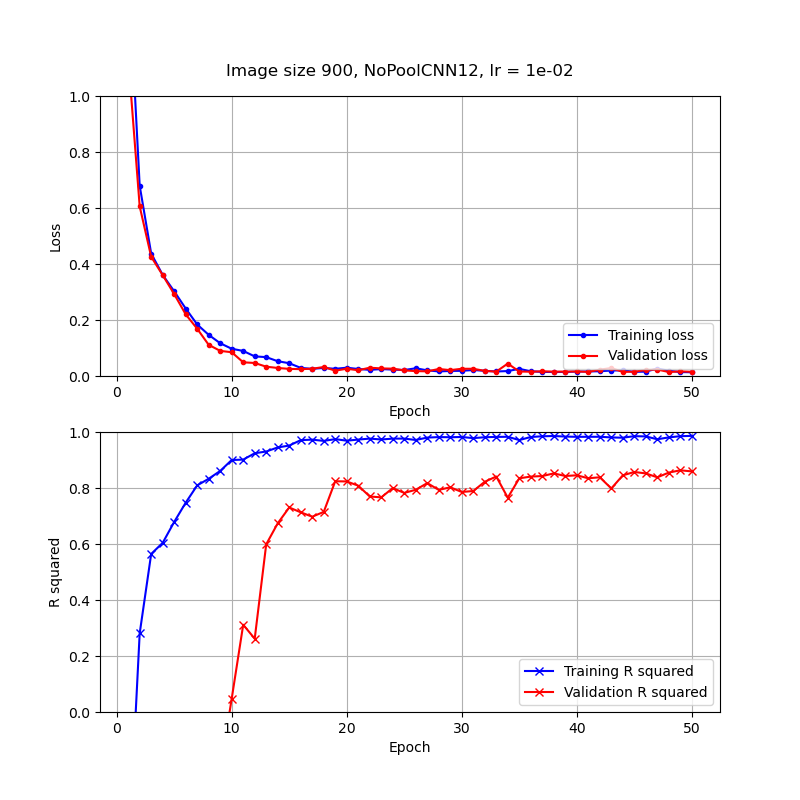 Image size 900, NoPoolCNN12, lr = 1e-02
1.0
0.8
0.6
0.4
0.2
0.0
Loss
Training loss
Validation loss
0 10 20 30 40 50
Epoch
1.0
0.8
0.6
0.4
0.2
0.0
R squared
Training R squared
Validation R squared
0 10 20 30 40 50
Epoch